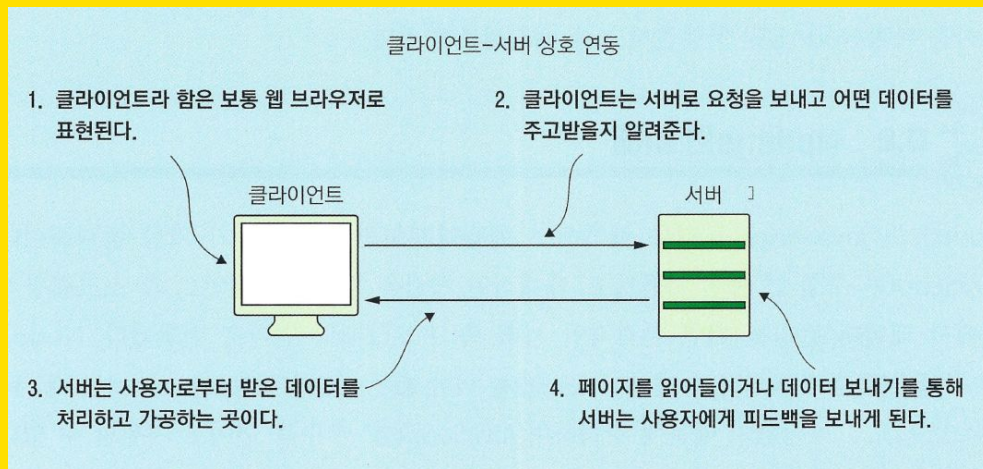 클라이언트-서버 상호 연동
1. 클라이언트라 함은 보통 웹 브라우저로
표현된다.
2. 클라이언트는 서버로 요청을 보내고 어떤 데이터를
주고받을지 알려준다.
클라이언트
서버
3. 서버는 사용자로부터 받은 데이터를
처리하고 가공하는 곳이다.
4. 페이지를 읽어들이거나 데이터 보내기를 통해
서버는 사용자에게 피드백을 보내게 된다.